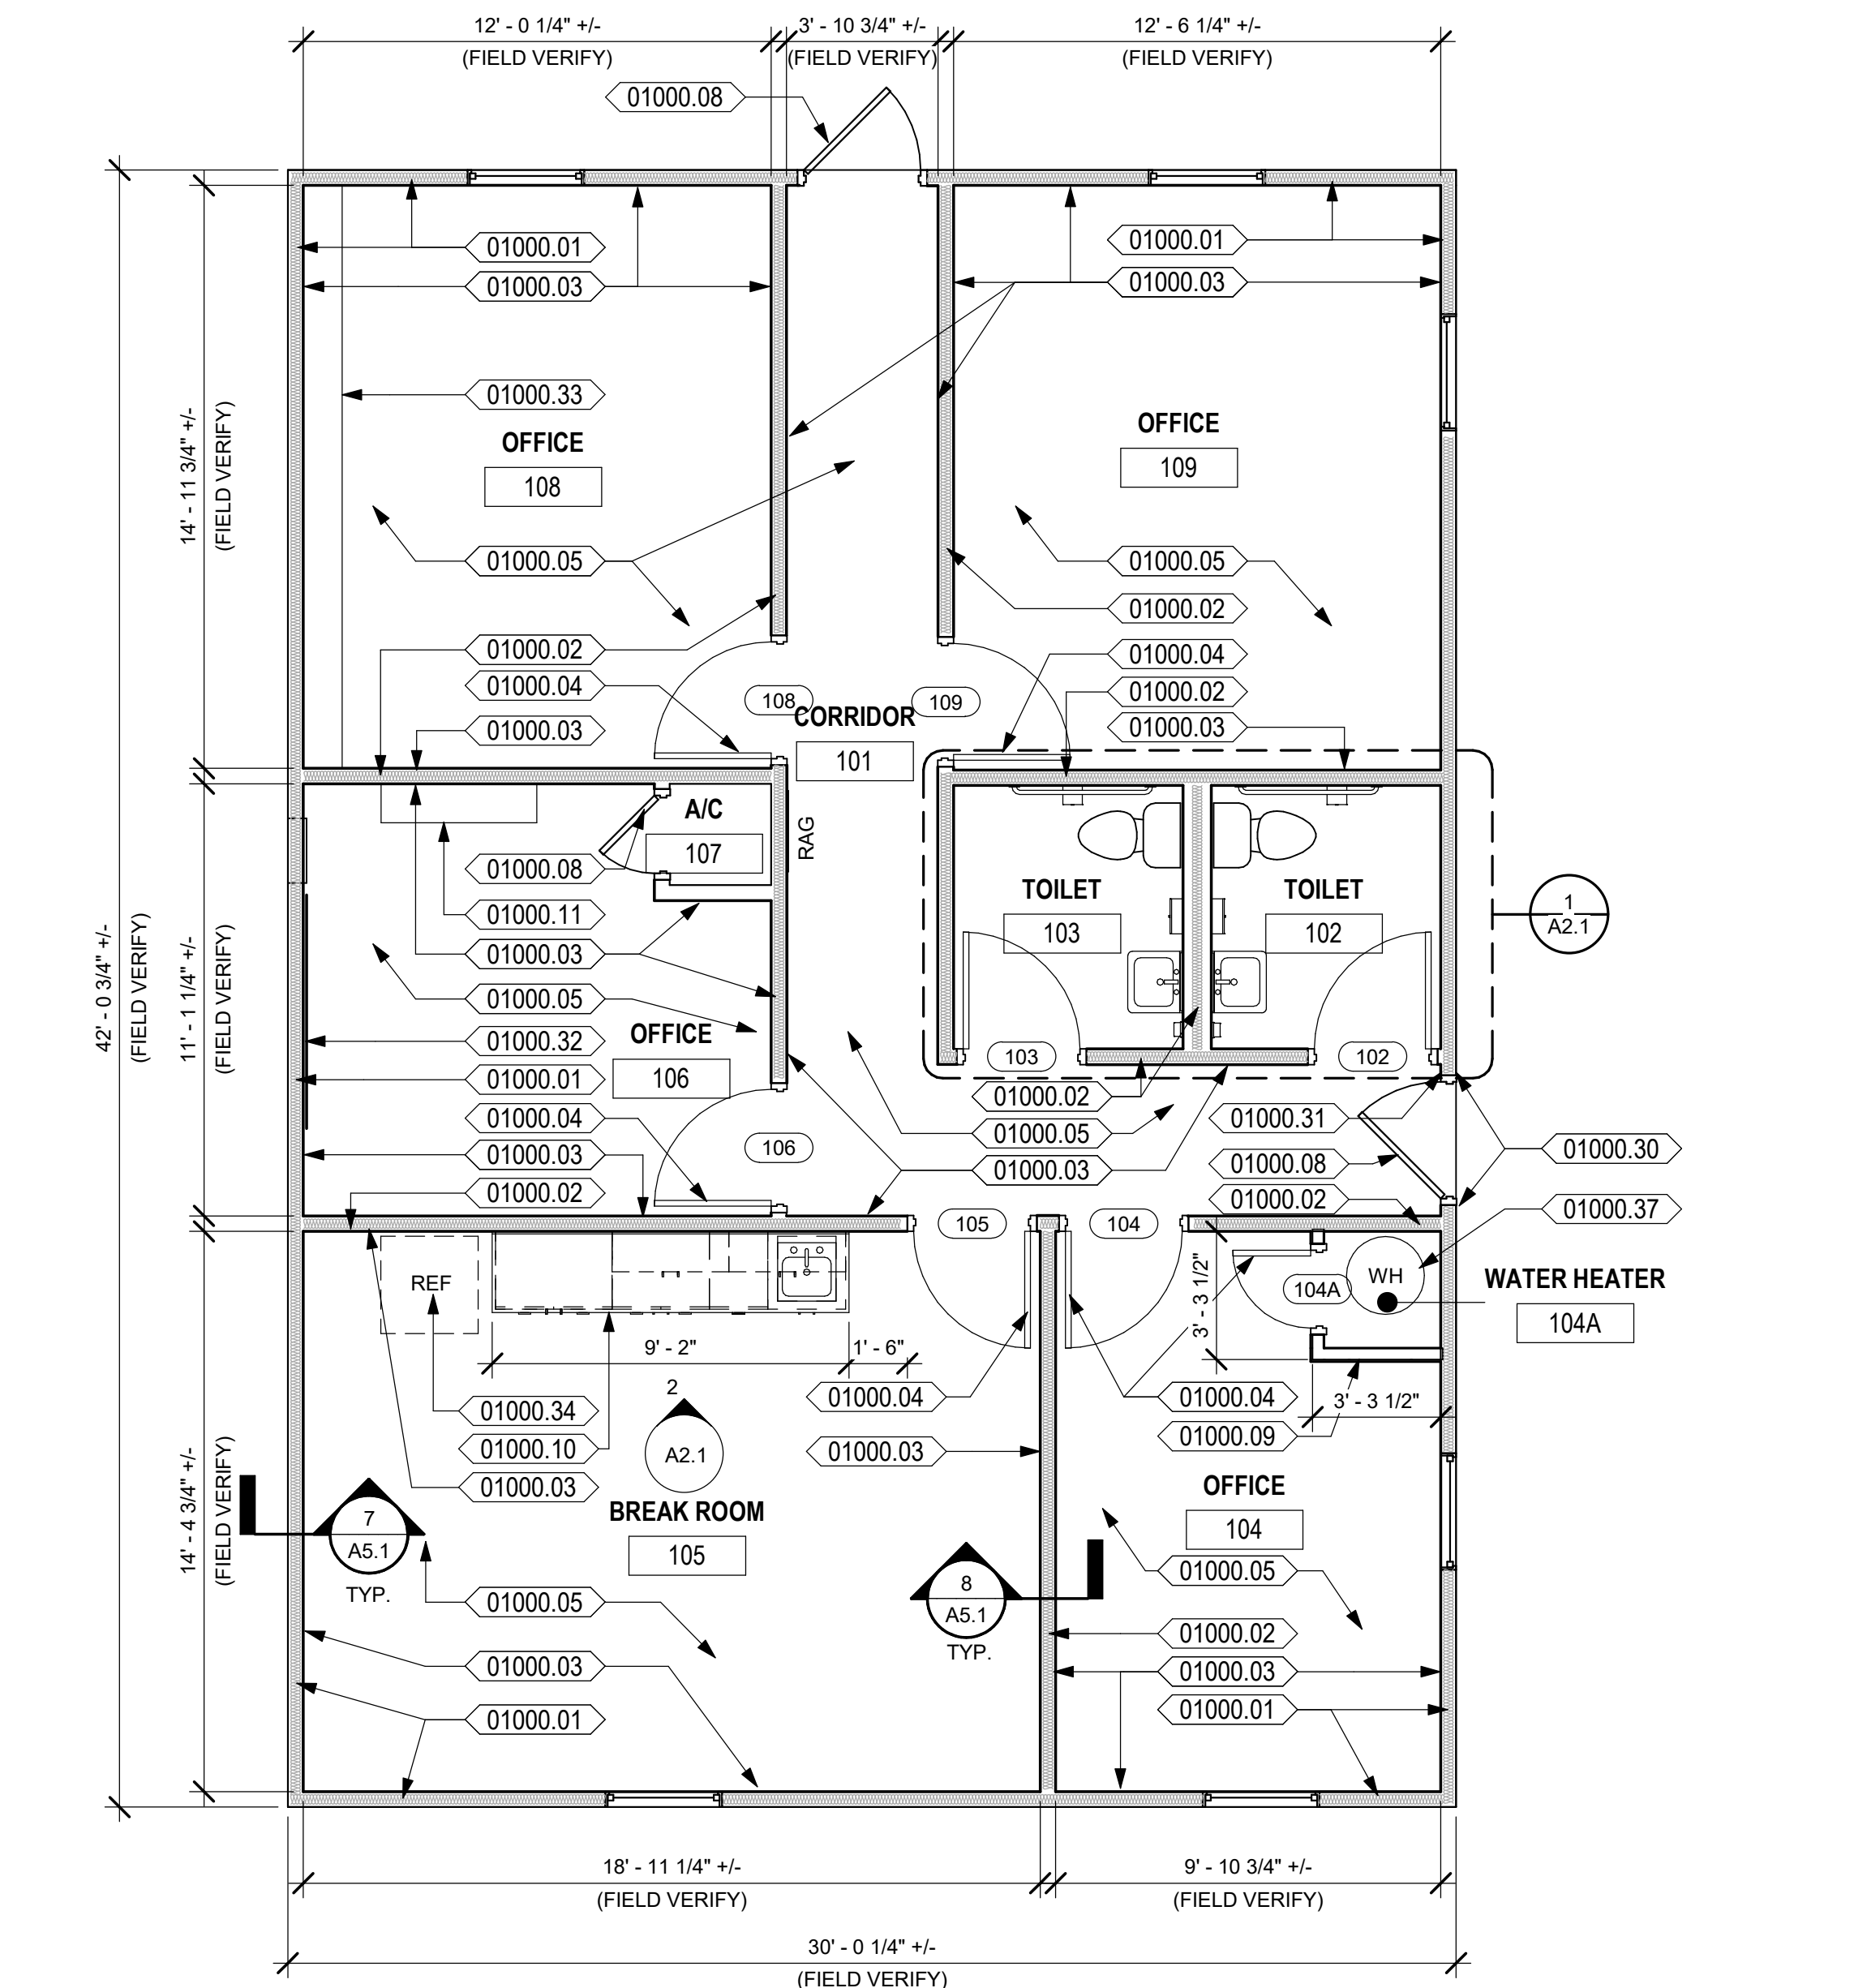 12' - 0 1/4" +/-
(FIELD VERIFY)
3' - 10 3/4" +/-
(FIELD VERIFY)
12' - 6 1/4" +/-
(FIELD VERIFY)
01000.08
01000.01
01000.03
01000.33
OFFICE
108
01000.05
01000.02
01000.04
01000.03
01000.01
01000.03
OFFICE
109
01000.05
01000.02
01000.04
01000.02
01000.03
108
109
CORRIDOR
101
14' - 11 3/4" +/-
(FIELD VERIFY)
42' - 0 3/4" +/-
(FIELD VERIFY)
11' - 1 1/4" +/-
(FIELD VERIFY)
A/C
107
RAG
01000.08
01000.11
01000.03
01000.05
01000.32
OFFICE
106
01000.01
01000.04
01000.03
01000.02
106
TOILET
103
TOILET
102
1
A2.1
103
102
01000.02
01000.05
01000.03
01000.31
01000.08
01000.02
01000.30
01000.37
105
104
REF
9' - 2"
1' - 6"
3' - 3 1/2"
104A
WH
WATER HEATER
104A
01000.04
01000.03
01000.04
01000.09
3' - 3 1/2"
01000.34
01000.10
01000.03
2
A2.1
BREAK ROOM
105
7
A5.1
TYP.
14' - 4 3/4" +/-
(FIELD VERIFY)
01000.05
01000.03
01000.01
8
A5.1
TYP.
OFFICE
104
01000.05
01000.02
01000.03
01000.01
18' - 11 1/4" +/-
(FIELD VERIFY)
9' - 10 3/4" +/-
(FIELD VERIFY)
30' - 0 1/4" +/-
(FIELD VERIFY)